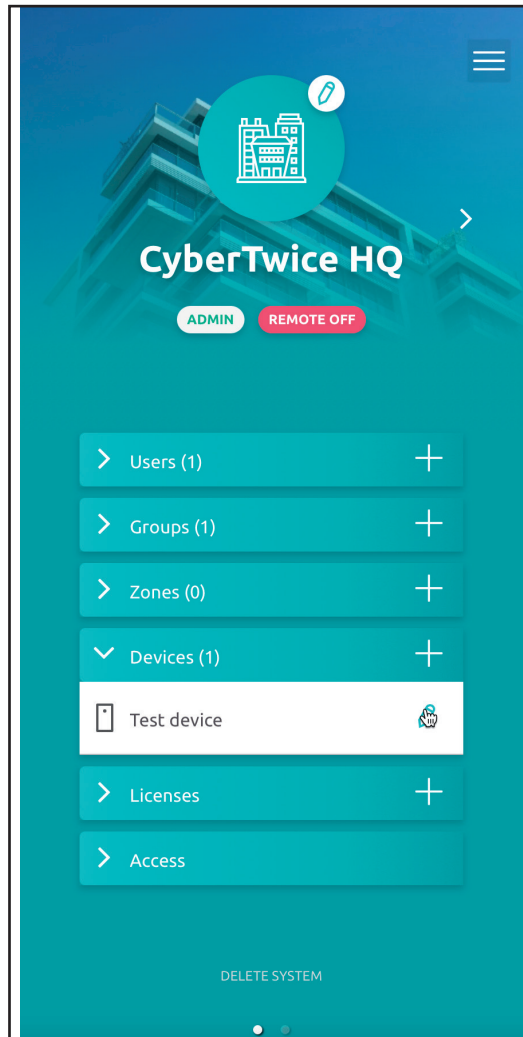 CyberTwice HQ
ADMIN REMOTE OFF
Users (1)
Groups (1)
Zones (0)
Devices (1)
Test device
Licenses
Access
DELETE SYSTEM